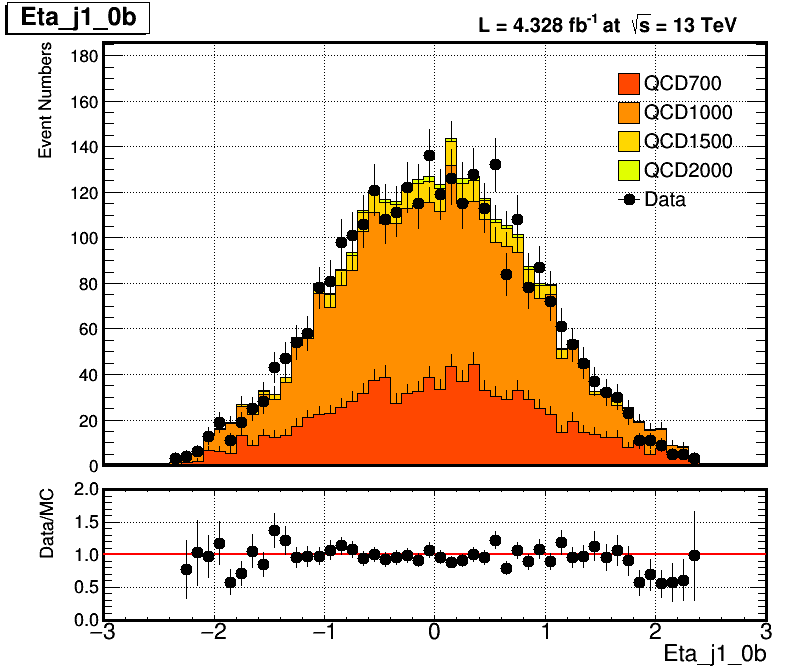 Eta_j1_0b
L = 4.328 fb⁻¹ at √s = 13 TeV
Event Numbers
180
160
140
120
100
80
60
40
20
0
QCD700
QCD1000
QCD1500
QCD2000
Data
Data/MC
2.0
1.5
1.0
0.5
0.0
−3 −2 −1 0 1 2 3
Eta_j1_0b